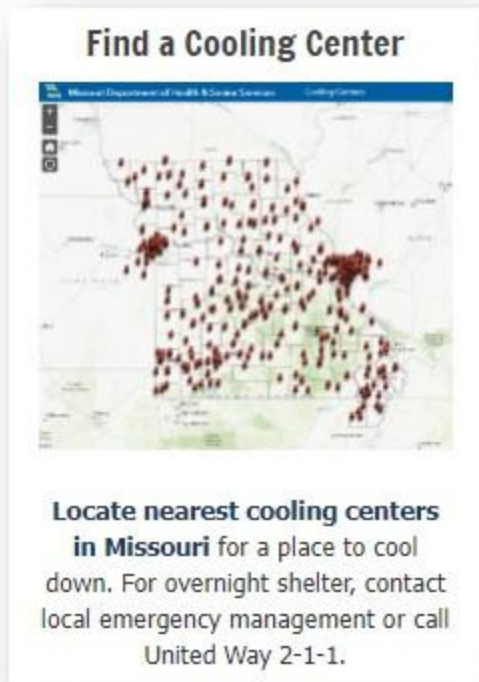 Find a Cooling Center
Missouri Department of Health & Senior Services Cooling Centers
Locate nearest cooling centers
in Missouri for a place to cool
down. For overnight shelter, contact
local emergency management or call
United Way 2-1-1.